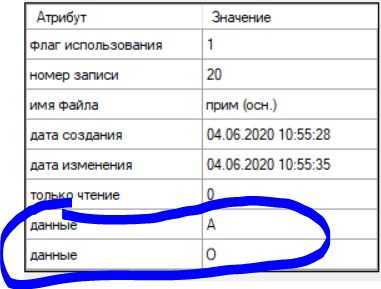 Атрибут Значение
флаг использования 1
номер записи 20
имя файла прим (осн.)
дата создания 04.06.2020 10:55:28
дата изменения 04.06.2020 10:55:35
только чтение 0
данные А
данные О